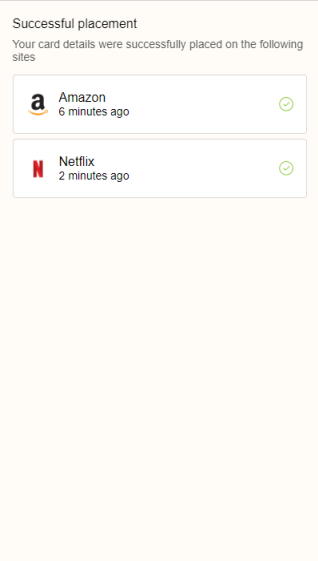 Successful placement
Your card details were successfully placed on the following
sites
Amazon
6 minutes ago
Netflix
2 minutes ago